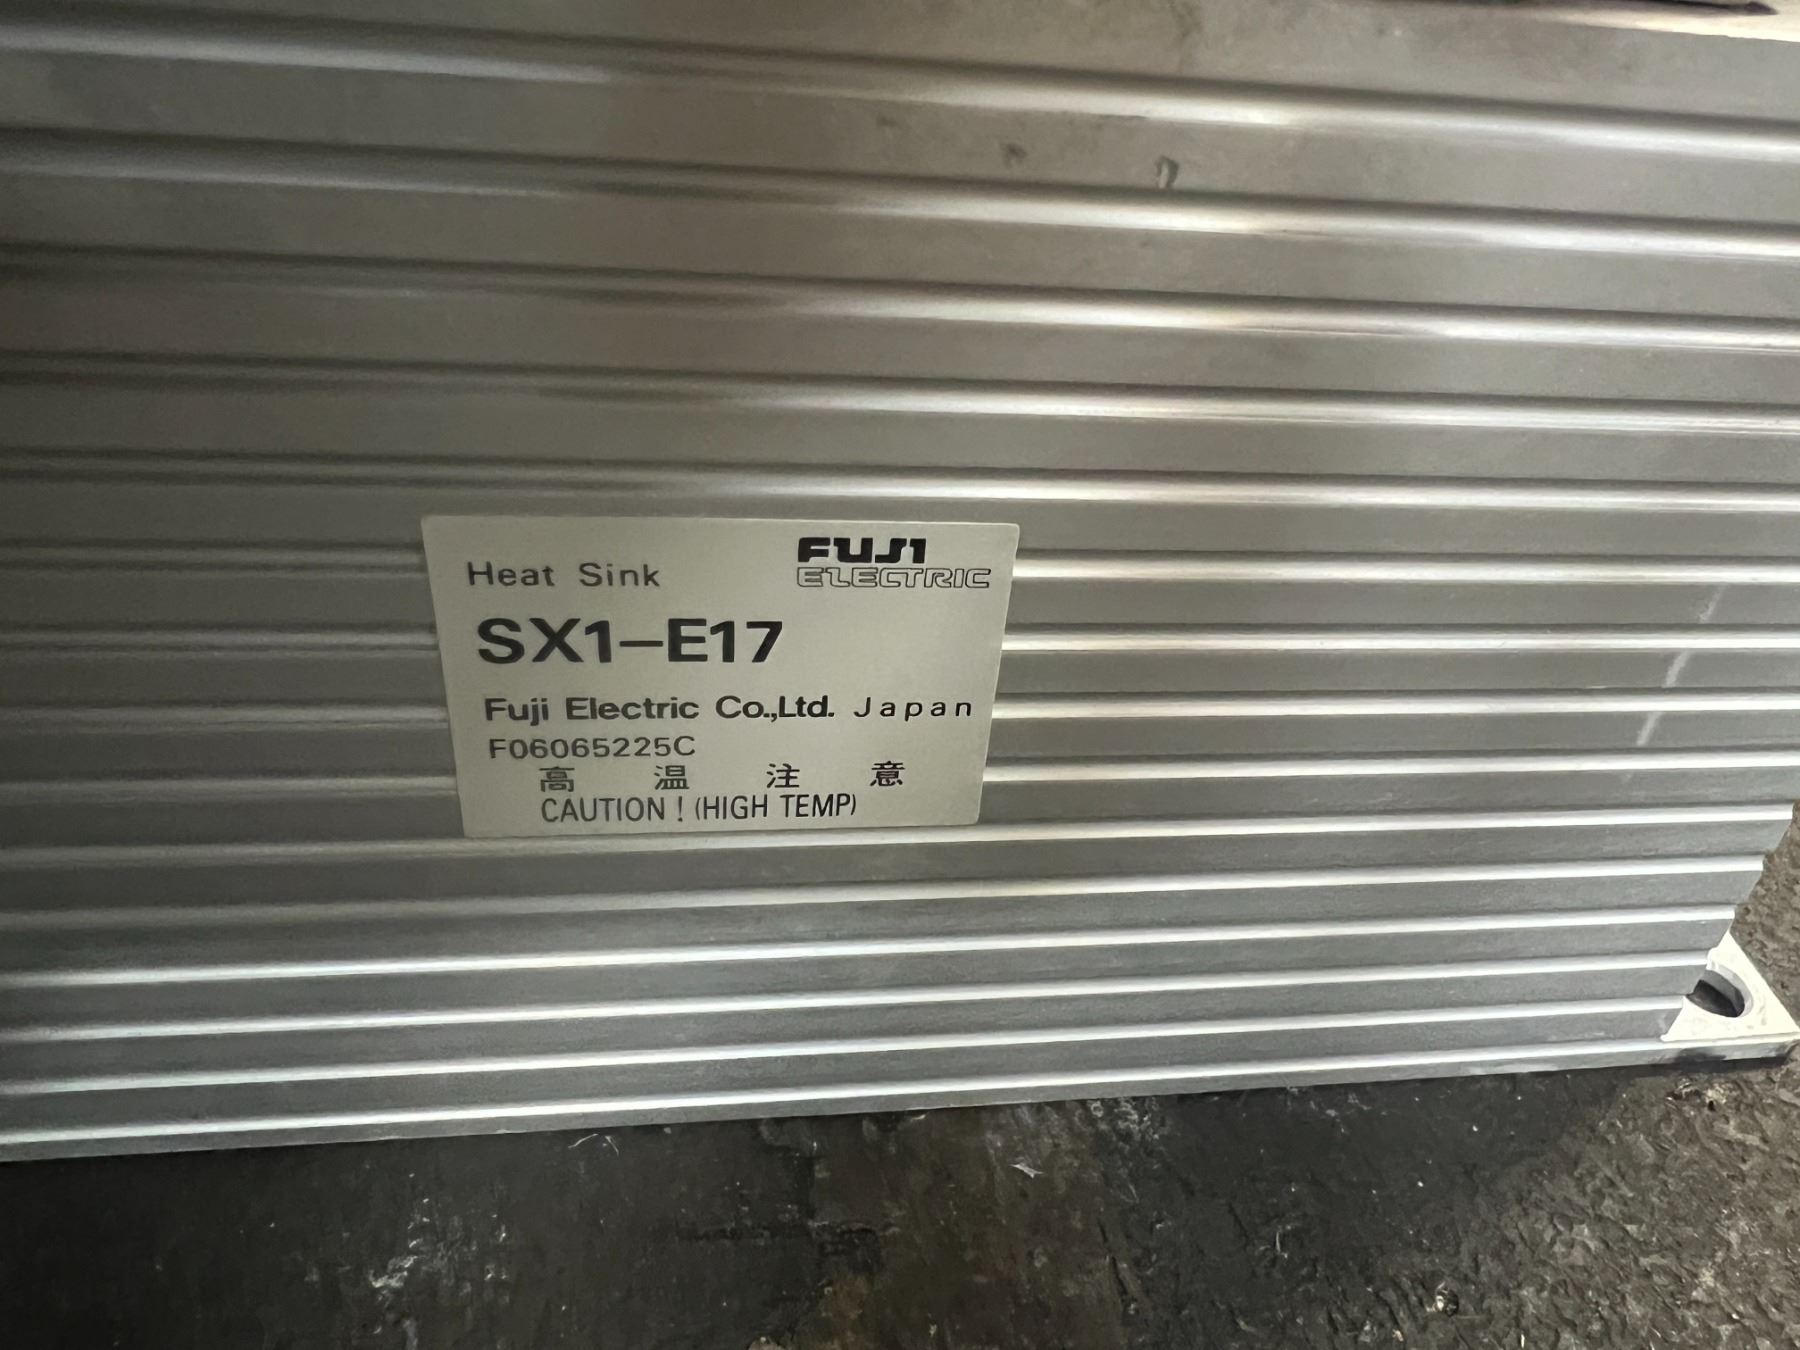 Heat Sink
FUJI
ELECTRIC
SX1-E17
Fuji Electric Co.,Ltd. Japan
F06065225C
高温注意
CAUTION! (HIGH TEMP)